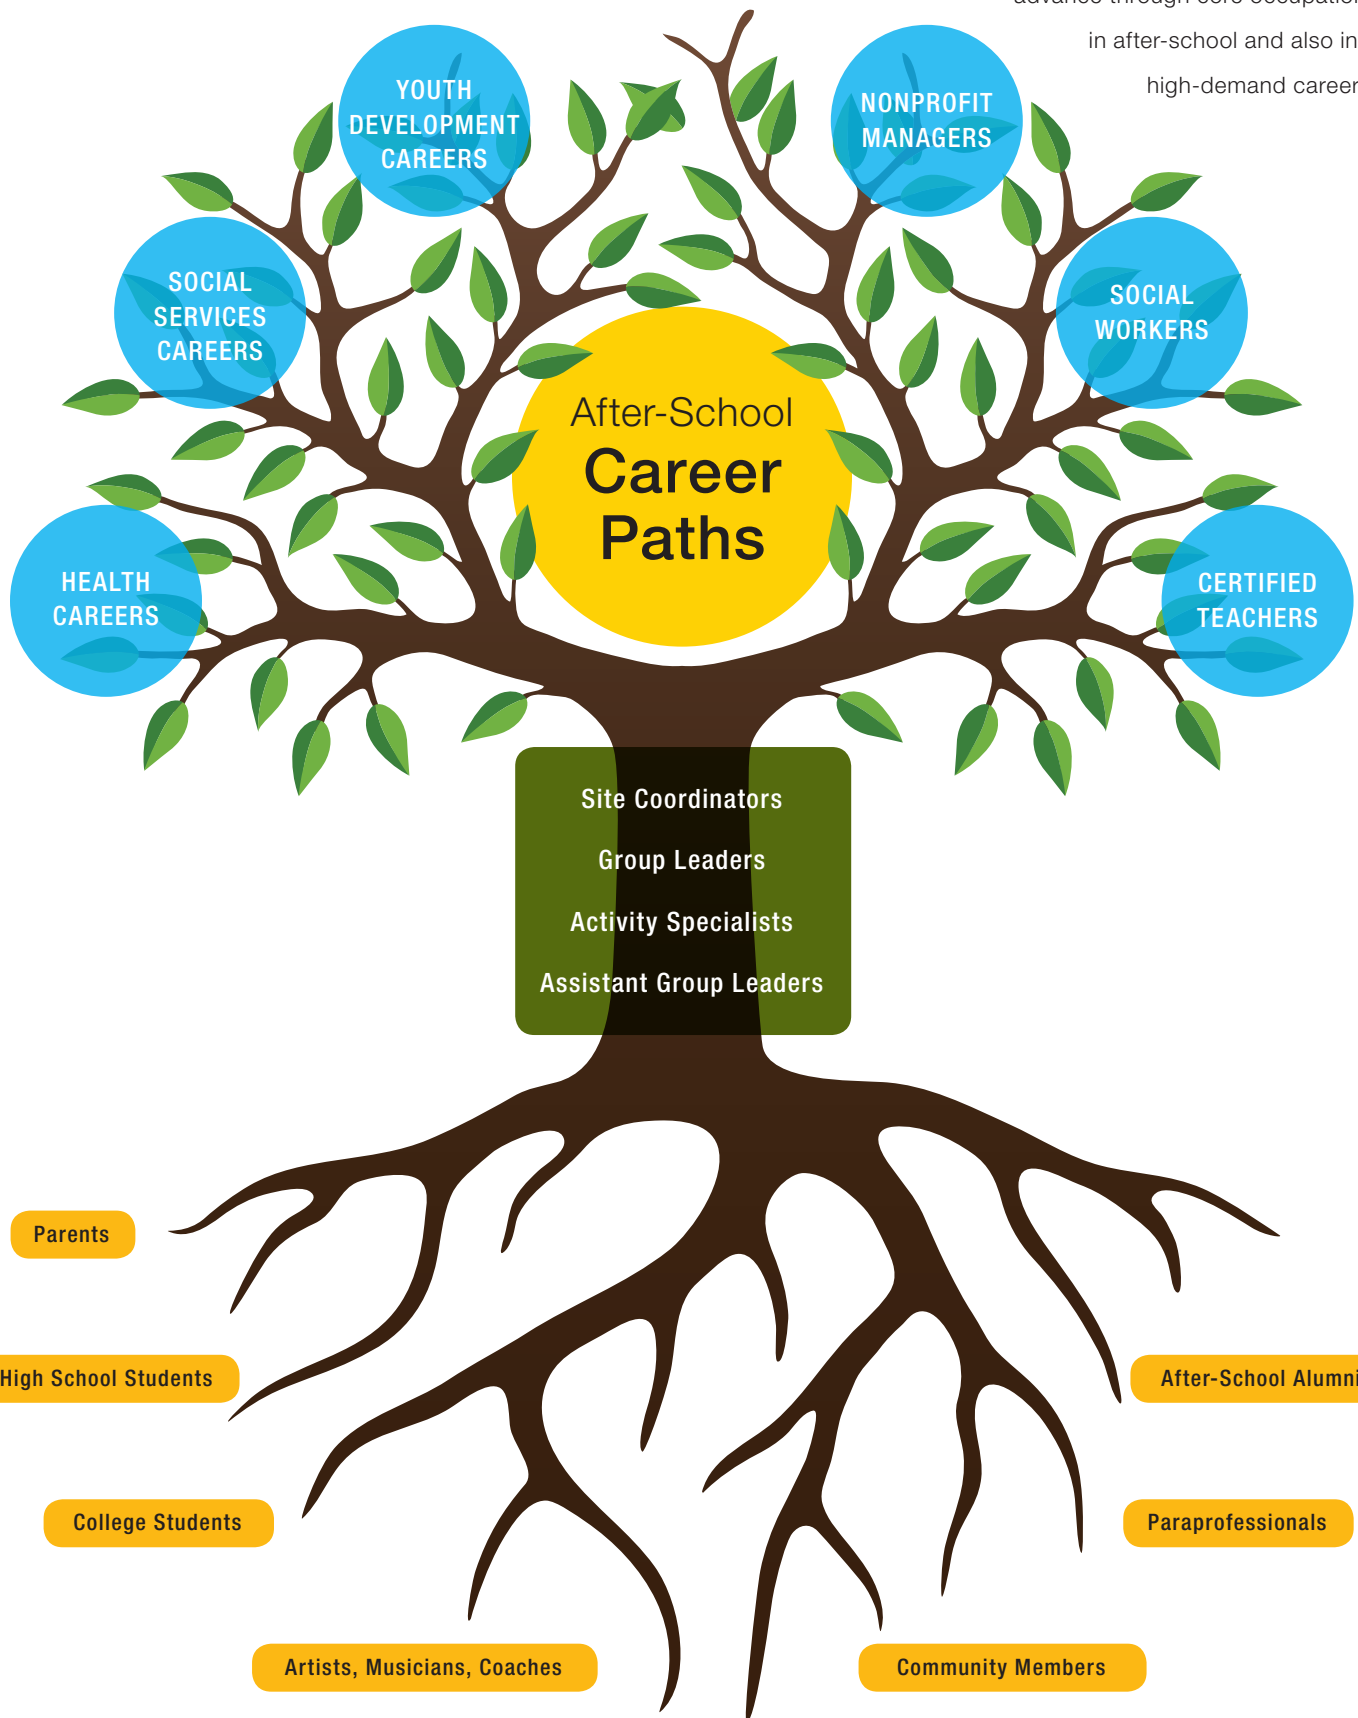 in after-school and also in
high-demand career
YOUTH
DEVELOPMENT
CAREERS
NONPROFIT
MANAGERS
SOCIAL
SERVICES
CAREERS
SOCIAL
WORKERS
After-School
Career
Paths
HEALTH
CAREERS
CERTIFIED
TEACHERS
Site Coordinators
Group Leaders
Activity Specialists
Assistant Group Leaders
Parents
High School Students
After-School Alumni
College Students
Paraprofessionals
Artists, Musicians, Coaches
Community Members